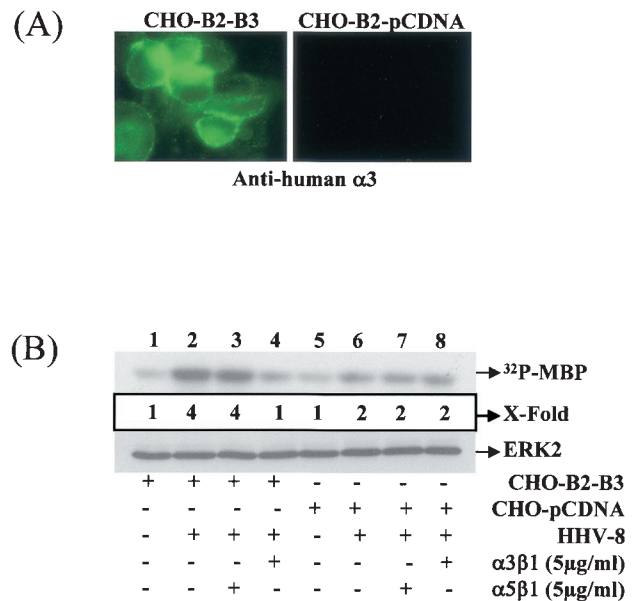 (A)
CHO-B2-B3 CHO-B2-pCDNA
Anti-human α3
(B)
1 2 3 4 5 6 7 8
³²P-MBP
1 4 4 1 1 2 2 2 X-Fold
ERK2
+ + + + - - - - CHO-B2-B3
- - - - + + + + CHO-pCDNA
- + + + - + + + HHV-8
- - - + - - - + α3β1 (5µg/ml)
- - + - - - + - α5β1 (5µg/ml)